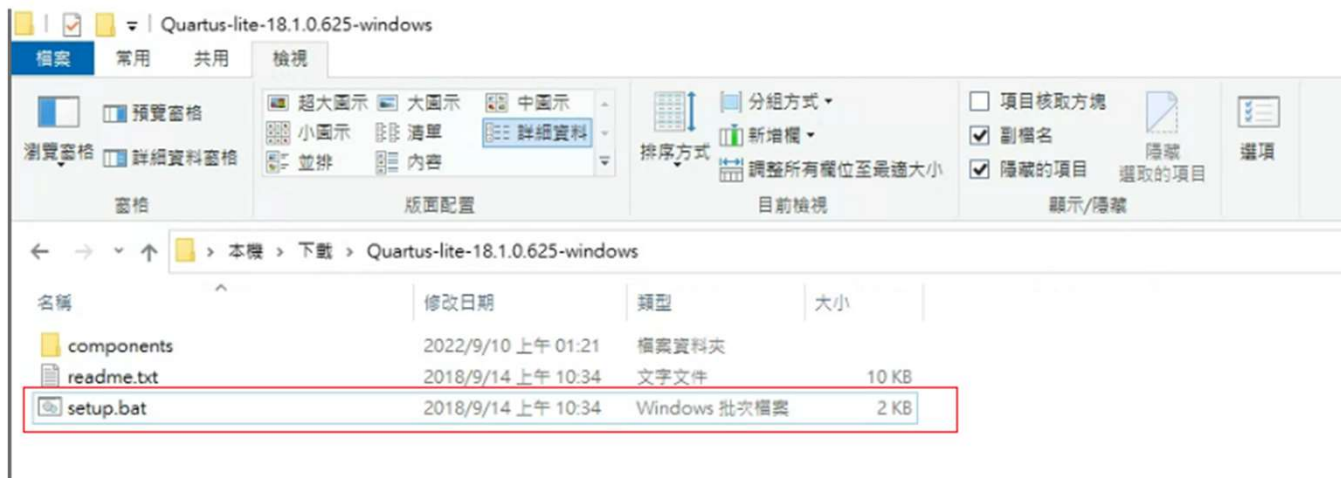 Quartus-lite-18.1.0.625-windows
檔案 常用 共用 檢視
預覽窗格
瀏覽窗格 詳細資料窗格
超大圖示 大圖示 中圖示
小圖示 清單 詳細資料
並排 內容
排序方式
分組方式
新增欄
調整所有欄位至最適大小
項目核取方塊
副檔名
隱藏的項目
隱藏
選取的項目
選項
窗格 版面配置 目前檢視 顯示/隱藏
本機 > 下載 > Quartus-lite-18.1.0.625-windows
名稱 修改日期 類型 大小
components 2022/9/10 上午 01:21 檔案資料夾
readme.txt 2018/9/14 上午 10:34 文字文件 10 KB
setup.bat 2018/9/14 上午 10:34 Windows 批次檔案 2 KB